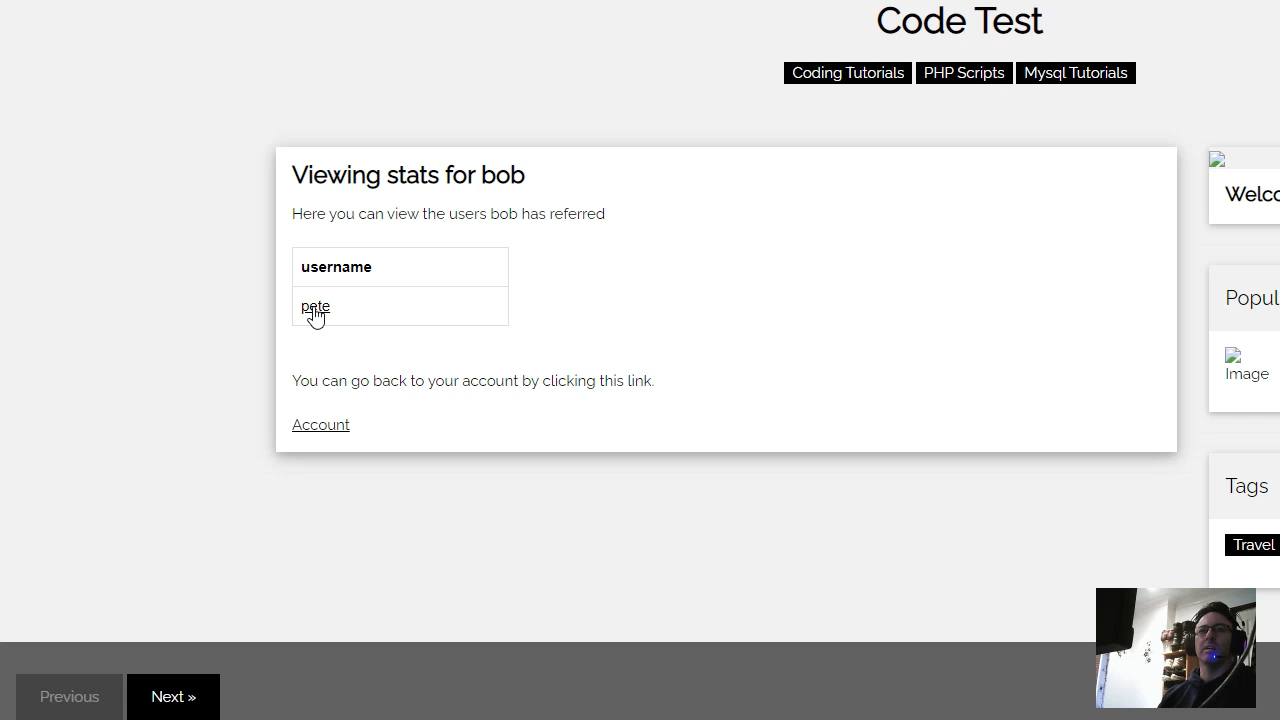 Code Test
Coding Tutorials PHP Scripts Mysql Tutorials
Viewing stats for bob
Here you can view the users bob has referred
username
pete
You can go back to your account by clicking this link.
Account
Welco
Popul
Image
Tags
Travel
Previous Next »